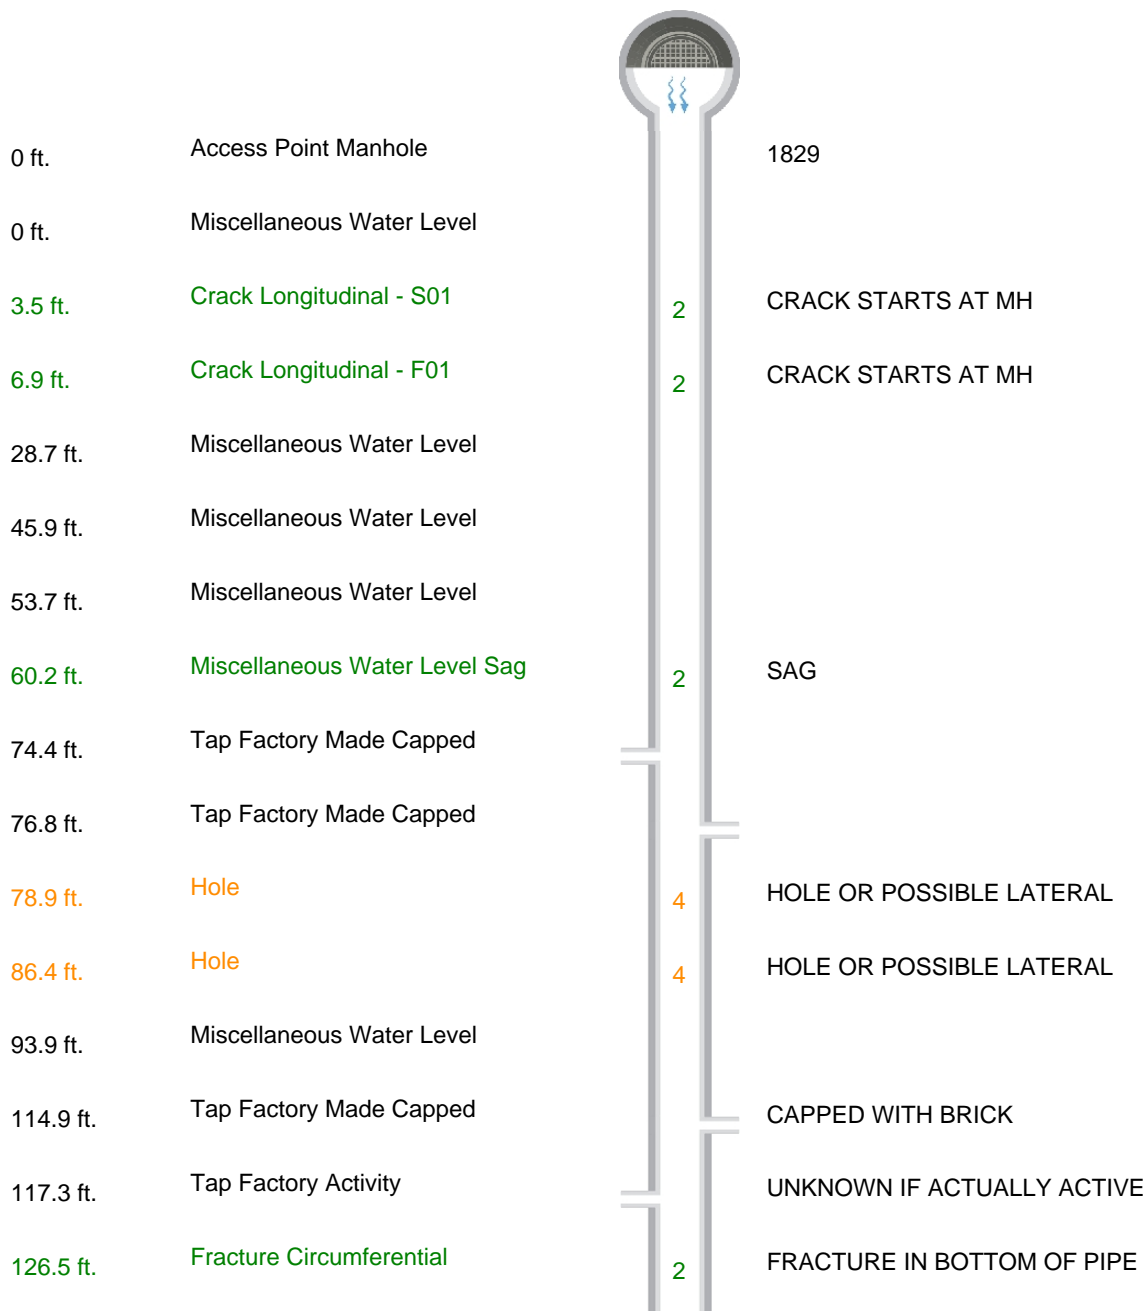 0 ft. Access Point Manhole 1829
0 ft. Miscellaneous Water Level
3.5 ft. Crack Longitudinal - S01 2 CRACK STARTS AT MH
6.9 ft. Crack Longitudinal - F01 2 CRACK STARTS AT MH
28.7 ft. Miscellaneous Water Level
45.9 ft. Miscellaneous Water Level
53.7 ft. Miscellaneous Water Level
60.2 ft. Miscellaneous Water Level Sag 2 SAG
74.4 ft. Tap Factory Made Capped
76.8 ft. Tap Factory Made Capped
78.9 ft. Hole 4 HOLE OR POSSIBLE LATERAL
86.4 ft. Hole 4 HOLE OR POSSIBLE LATERAL
93.9 ft. Miscellaneous Water Level
114.9 ft. Tap Factory Made Capped CAPPED WITH BRICK
117.3 ft. Tap Factory Activity UNKNOWN IF ACTUALLY ACTIVE
126.5 ft. Fracture Circumferential 2 FRACTURE IN BOTTOM OF PIPE